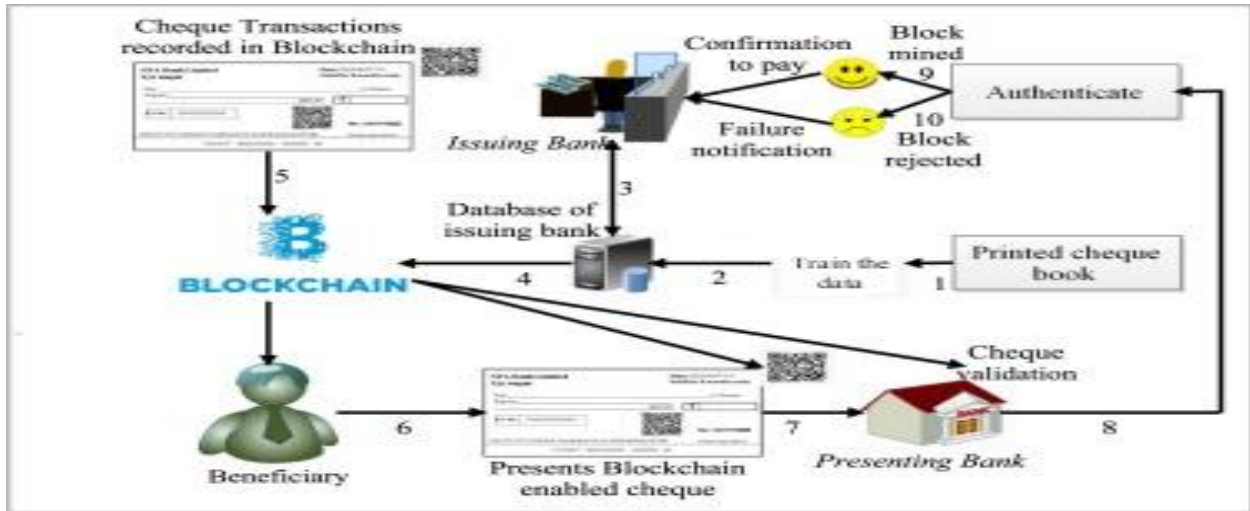 Cheque Transactions
recorded in Blockchain
Confirmation
to pay
Block
mined
9
Authenticate
10
Block
rejected
Failure
notification
Issuing Bank
5
3
Database of
issuing bank
BLOCKCHAIN
4
2
Train the
data
1
Printed cheque
book
Cheque
validation
6
7
8
Beneficiary
Presents Blockchain
enabled cheque
Presenting Bank